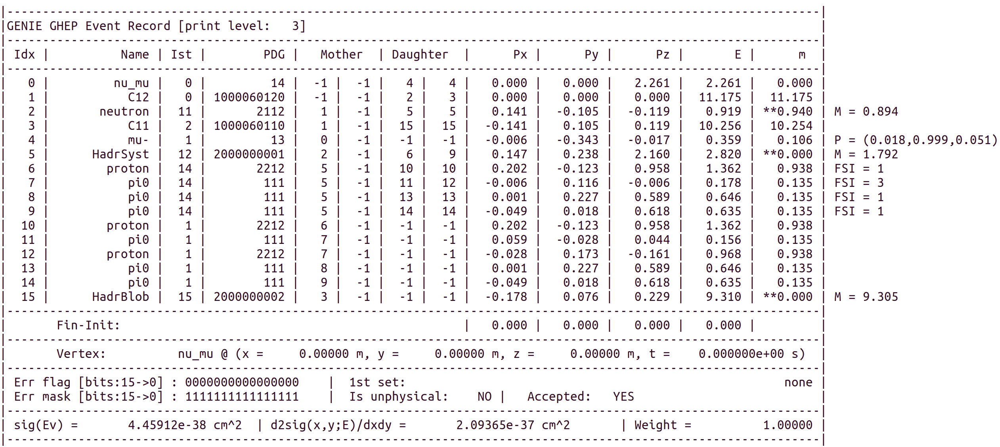 |--------------------------------------------------------------------------------------------------------------------|
|GENIE GHEP Event Record [print level:   3]                                                                          |
|--------------------------------------------------------------------------------------------------------------------|
| Idx |              Name | Ist |        PDG |   Mother  | Daughter  |      Px |      Py |      Pz |       E |      m  |
|--------------------------------------------------------------------------------------------------------------------|
|   0 |         nu_mu |   0 |         14 |  -1 |  -1 |   4 |   4 |   0.000 |   0.000 |   2.261 |   2.261 |   0.000 |
|   1 |           C12 |   0 | 1000060120 |  -1 |  -1 |   2 |   3 |   0.000 |   0.000 |   0.000 |  11.175 |  11.175 |
|   2 |       neutron |  11 |       2112 |   1 |  -1 |   5 |   5 |   0.141 |  -0.105 |  -0.119 |   0.919 | **0.940 | M = 0.894
|   3 |           C11 |   2 | 1000060110 |   1 |  -1 |  15 |  15 |  -0.141 |   0.105 |   0.119 |  10.256 |  10.254 |
|   4 |           mu- |   1 |         13 |   0 |  -1 |  -1 |  -1 |  -0.006 |  -0.343 |  -0.017 |   0.359 |   0.106 | P = (0.018,0.999,0.051)
|   5 |      HadrSyst |  12 | 2000000001 |   2 |  -1 |   6 |   9 |   0.147 |   0.238 |   2.160 |   2.820 | **0.000 | M = 1.792
|   6 |        proton |  14 |       2212 |   5 |  -1 |  10 |  10 |   0.202 |  -0.123 |   0.958 |   1.362 |   0.938 | FSI = 1
|   7 |           pi0 |  14 |        111 |   5 |  -1 |  11 |  12 |  -0.006 |   0.116 |  -0.006 |   0.178 |   0.135 | FSI = 3
|   8 |           pi0 |  14 |        111 |   5 |  -1 |  13 |  13 |   0.001 |   0.227 |   0.589 |   0.646 |   0.135 | FSI = 1
|   9 |           pi0 |  14 |        111 |   5 |  -1 |  14 |  14 |  -0.049 |   0.018 |   0.618 |   0.635 |   0.135 | FSI = 1
|  10 |        proton |   1 |       2212 |   6 |  -1 |  -1 |  -1 |   0.202 |  -0.123 |   0.958 |   1.362 |   0.938 |
|  11 |           pi0 |   1 |        111 |   7 |  -1 |  -1 |  -1 |   0.059 |  -0.028 |   0.044 |   0.156 |   0.135 |
|  12 |        proton |   1 |       2212 |   7 |  -1 |  -1 |  -1 |  -0.028 |   0.173 |  -0.161 |   0.968 |   0.938 |
|  13 |           pi0 |   1 |        111 |   8 |  -1 |  -1 |  -1 |   0.001 |   0.227 |   0.589 |   0.646 |   0.135 |
|  14 |           pi0 |   1 |        111 |   9 |  -1 |  -1 |  -1 |  -0.049 |   0.018 |   0.618 |   0.635 |   0.135 |
|  15 |      HadrBlob |  15 | 2000000002 |   3 |  -1 |  -1 |  -1 |  -0.178 |   0.076 |   0.229 |   9.310 | **0.000 | M = 9.305
|--------------------------------------------------------------------------------------------------------------------|
|       Fin-Init:                                                |   0.000 |   0.000 |   0.000 |   0.000 |         |
|--------------------------------------------------------------------------------------------------------------------|
|       Vertex:          nu_mu @ (x =     0.00000 m, y =     0.00000 m, z =     0.00000 m, t =    0.000000e+00 s)  |
|--------------------------------------------------------------------------------------------------------------------|
| Err flag [bits:15->0] : 0000000000000000    |  1st set:                                                     none |
| Err mask [bits:15->0] : 1111111111111111    |  Is unphysical:    NO |   Accepted:   YES                          |
|--------------------------------------------------------------------------------------------------------------------|
| sig(Ev) =       4.45912e-38 cm^2  | d2sig(x,y;E)/dxdy =       2.09365e-37 cm^2       | Weight =          1.00000 |
|--------------------------------------------------------------------------------------------------------------------|